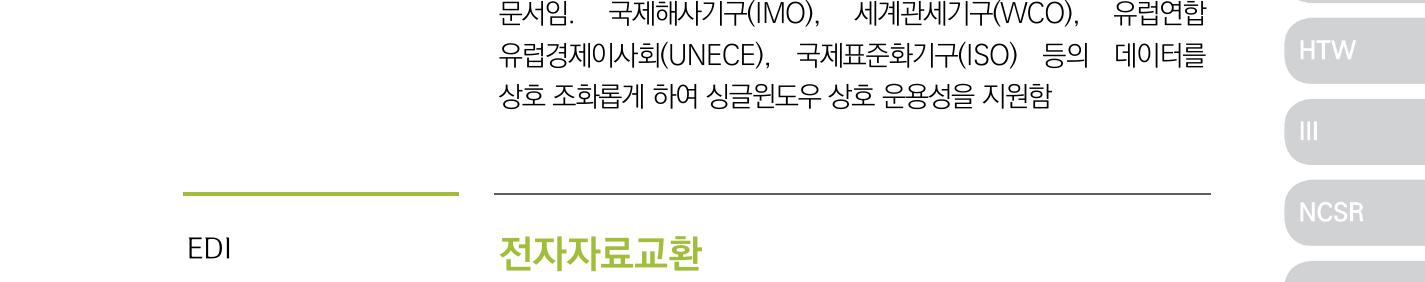 문서임. 국제해사기구(IMO), 세계관세기구(WCO), 유럽연합
유럽경제이사회(UNECE), 국제표준화기구(ISO) 등의 데이터를
상호 조화롭게 하여 싱글윈도우 상호 운용성을 지원함
EDI
전자자료교환
HTW
III
NCSR